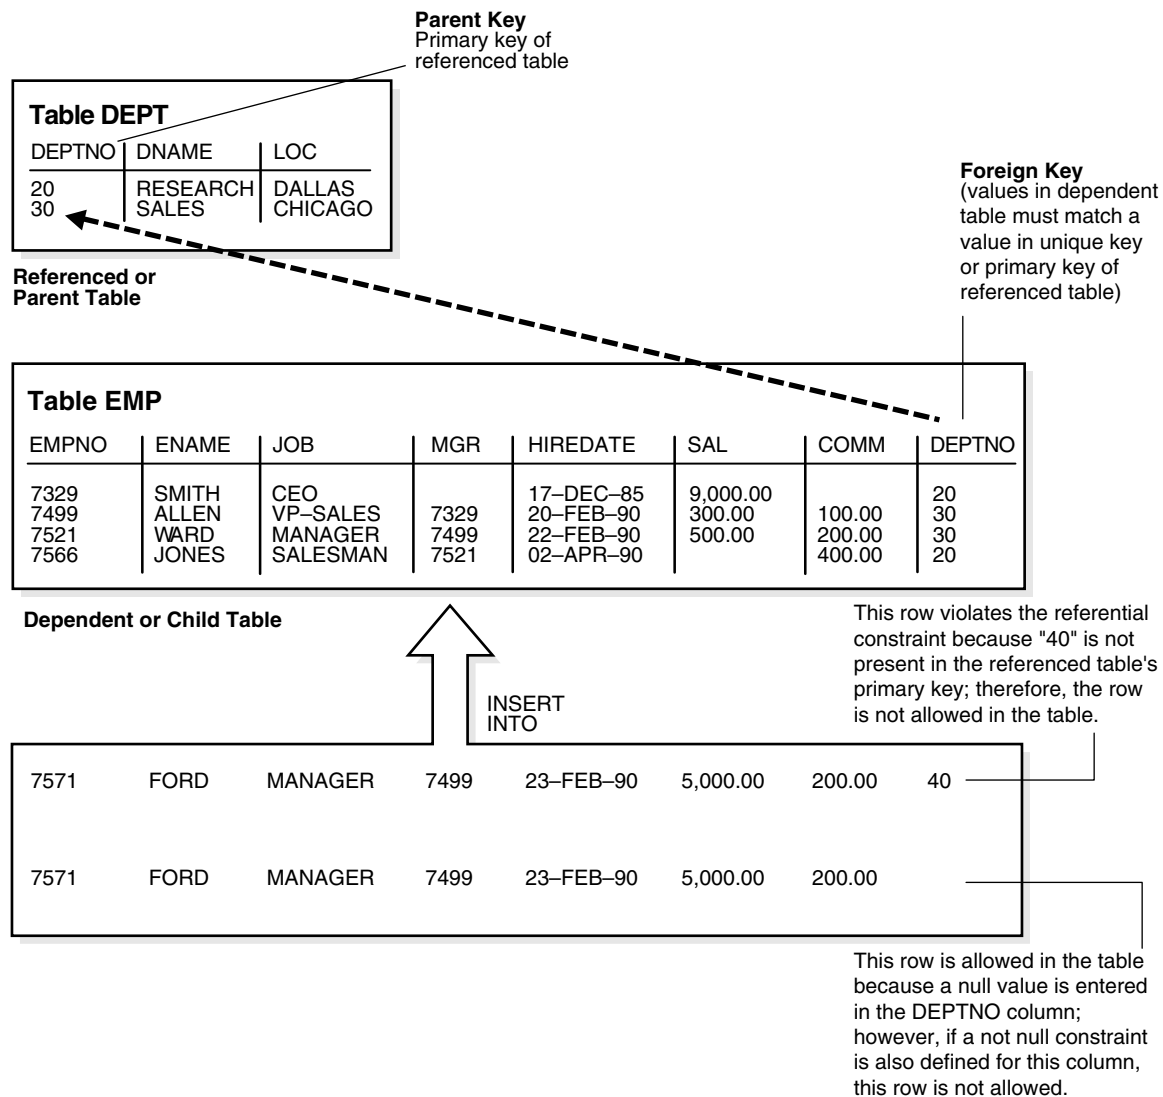 Parent Key
Primary key of
referenced table
Table DEPT
DEPTNO DNAME LOC
20 RESEARCH DALLAS
30 SALES CHICAGO
Referenced or
Parent Table
Foreign Key
(values in dependent
table must match a
value in unique key
or primary key of
referenced table)
Table EMP
EMPNO ENAME JOB MGR HIREDATE SAL COMM DEPTNO
7329 SMITH CEO 17–DEC–85 9,000.00 20
7499 ALLEN VP–SALES 7329 20–FEB–90 300.00 100.00 30
7521 WARD MANAGER 7499 22–FEB–90 500.00 200.00 30
7566 JONES SALESMAN 7521 02–APR–90 400.00 20
Dependent or Child Table
This row violates the referential
constraint because "40" is not
present in the referenced table's
primary key; therefore, the row
is not allowed in the table.
INSERT
INTO
7571 FORD MANAGER 7499 23–FEB–90 5,000.00 200.00 40
7571 FORD MANAGER 7499 23–FEB–90 5,000.00 200.00
This row is allowed in the table
because a null value is entered
in the DEPTNO column;
however, if a not null constraint
is also defined for this column,
this row is not allowed.